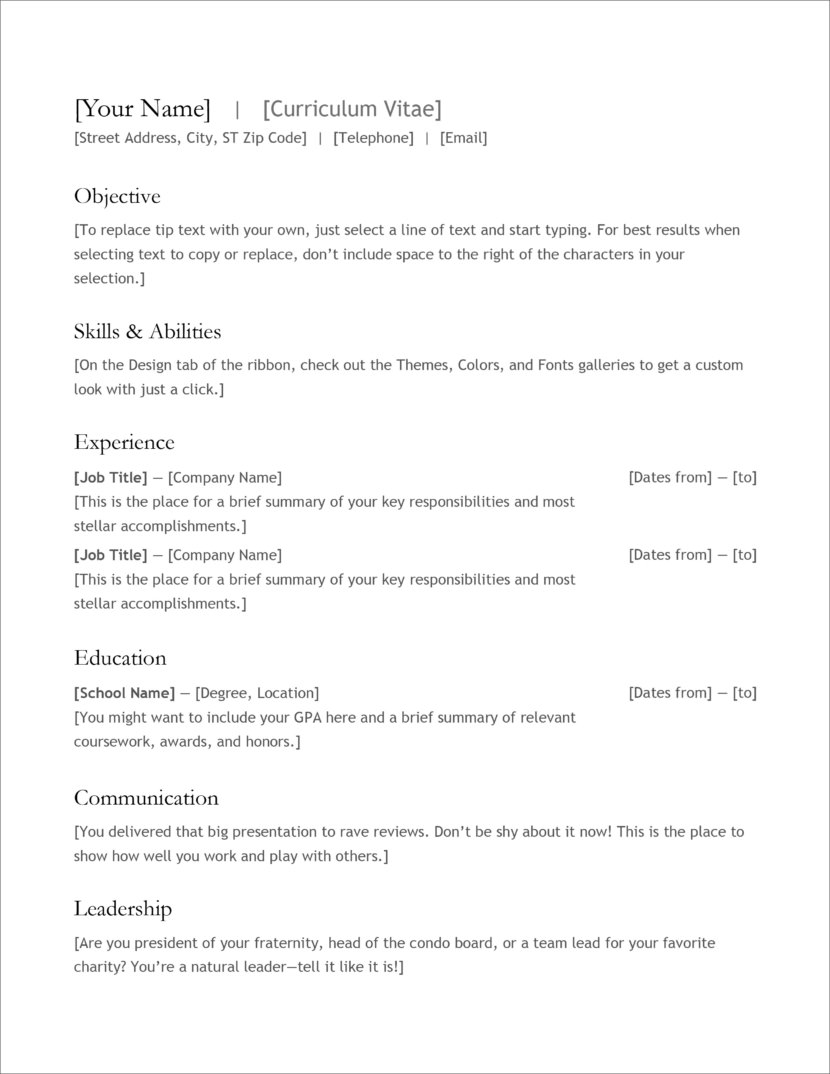 [Your Name] | [Curriculum Vitae]
[Street Address, City, ST Zip Code] | [Telephone] | [Email]
Objective
[To replace tip text with your own, just select a line of text and start typing. For best results when
selecting text to copy or replace, don’t include space to the right of the characters in your
selection.]
Skills & Abilities
[On the Design tab of the ribbon, check out the Themes, Colors, and Fonts galleries to get a custom
look with just a click.]
Experience
[Job Title] — [Company Name] [Dates from] — [to]
[This is the place for a brief summary of your key responsibilities and most
stellar accomplishments.]
[Job Title] — [Company Name] [Dates from] — [to]
[This is the place for a brief summary of your key responsibilities and most
stellar accomplishments.]
Education
[School Name] — [Degree, Location] [Dates from] — [to]
[You might want to include your GPA here and a brief summary of relevant
coursework, awards, and honors.]
Communication
[You delivered that big presentation to rave reviews. Don’t be shy about it now! This is the place to
show how well you work and play with others.]
Leadership
[Are you president of your fraternity, head of the condo board, or a team lead for your favorite
charity? You’re a natural leader—tell it like it is!]